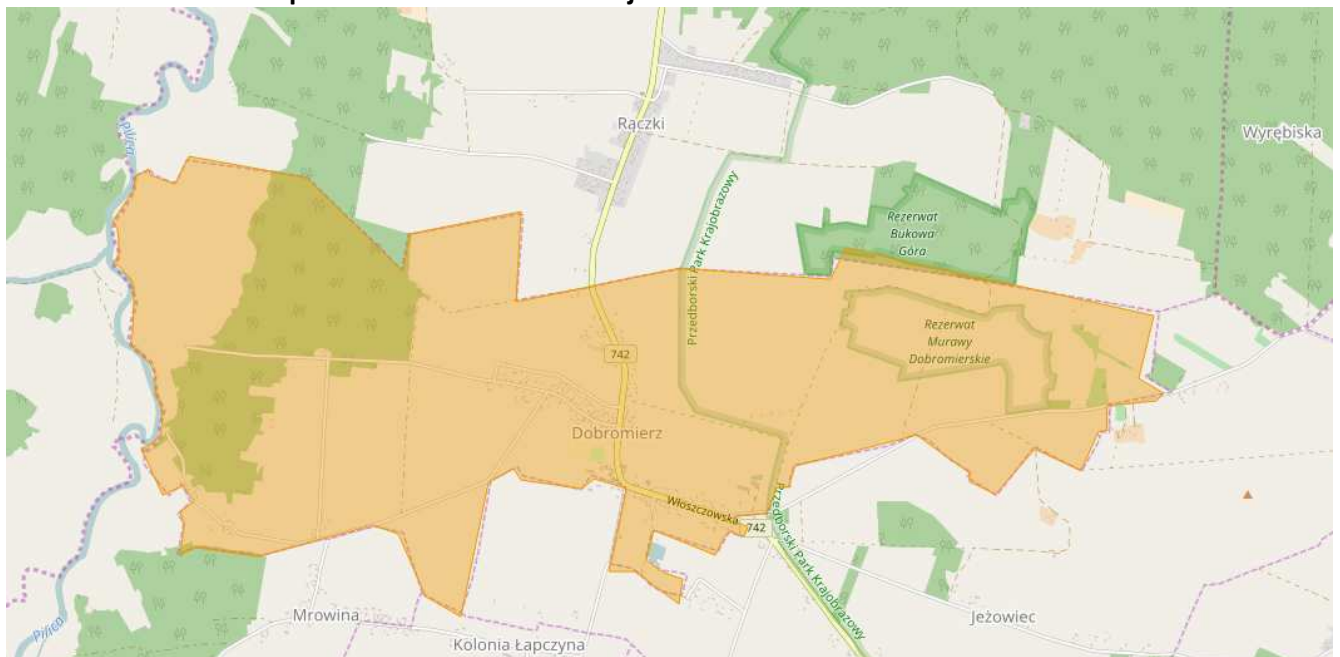 Pilica
Rączki
Wyrębiska
Przedborski Park Krajobrazowy
Rezerwat
Bukowa
Góra
Rezerwat
Murawy
Dobromierskie
742
Dobromierz
Włoszczowska
742
Przedborski Park Krajobrazowy
Mrowina
Jeżowiec
Pilica
Kolonia Łapczyna